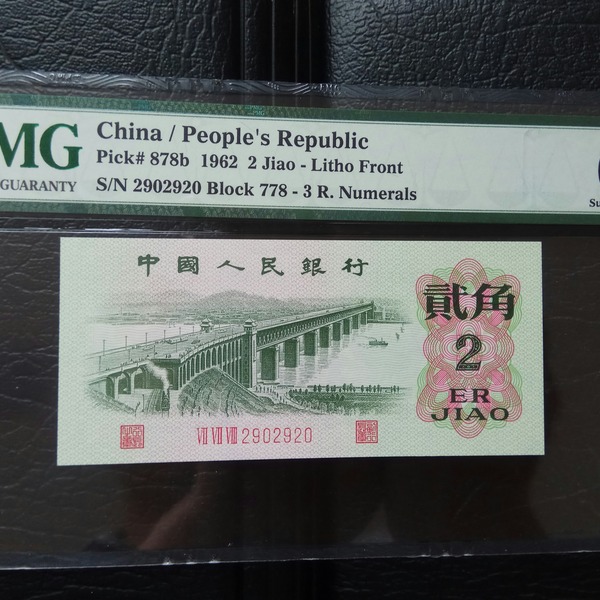 MG
GUARANTY
China / People's Republic
Pick# 878b 1962 2 Jiao - Litho Front
S/N 2902920 Block 778 - 3 R. Numerals
Su
中國人民銀行
貳角
2
ER
JIAO
VII VII VIII 2902920